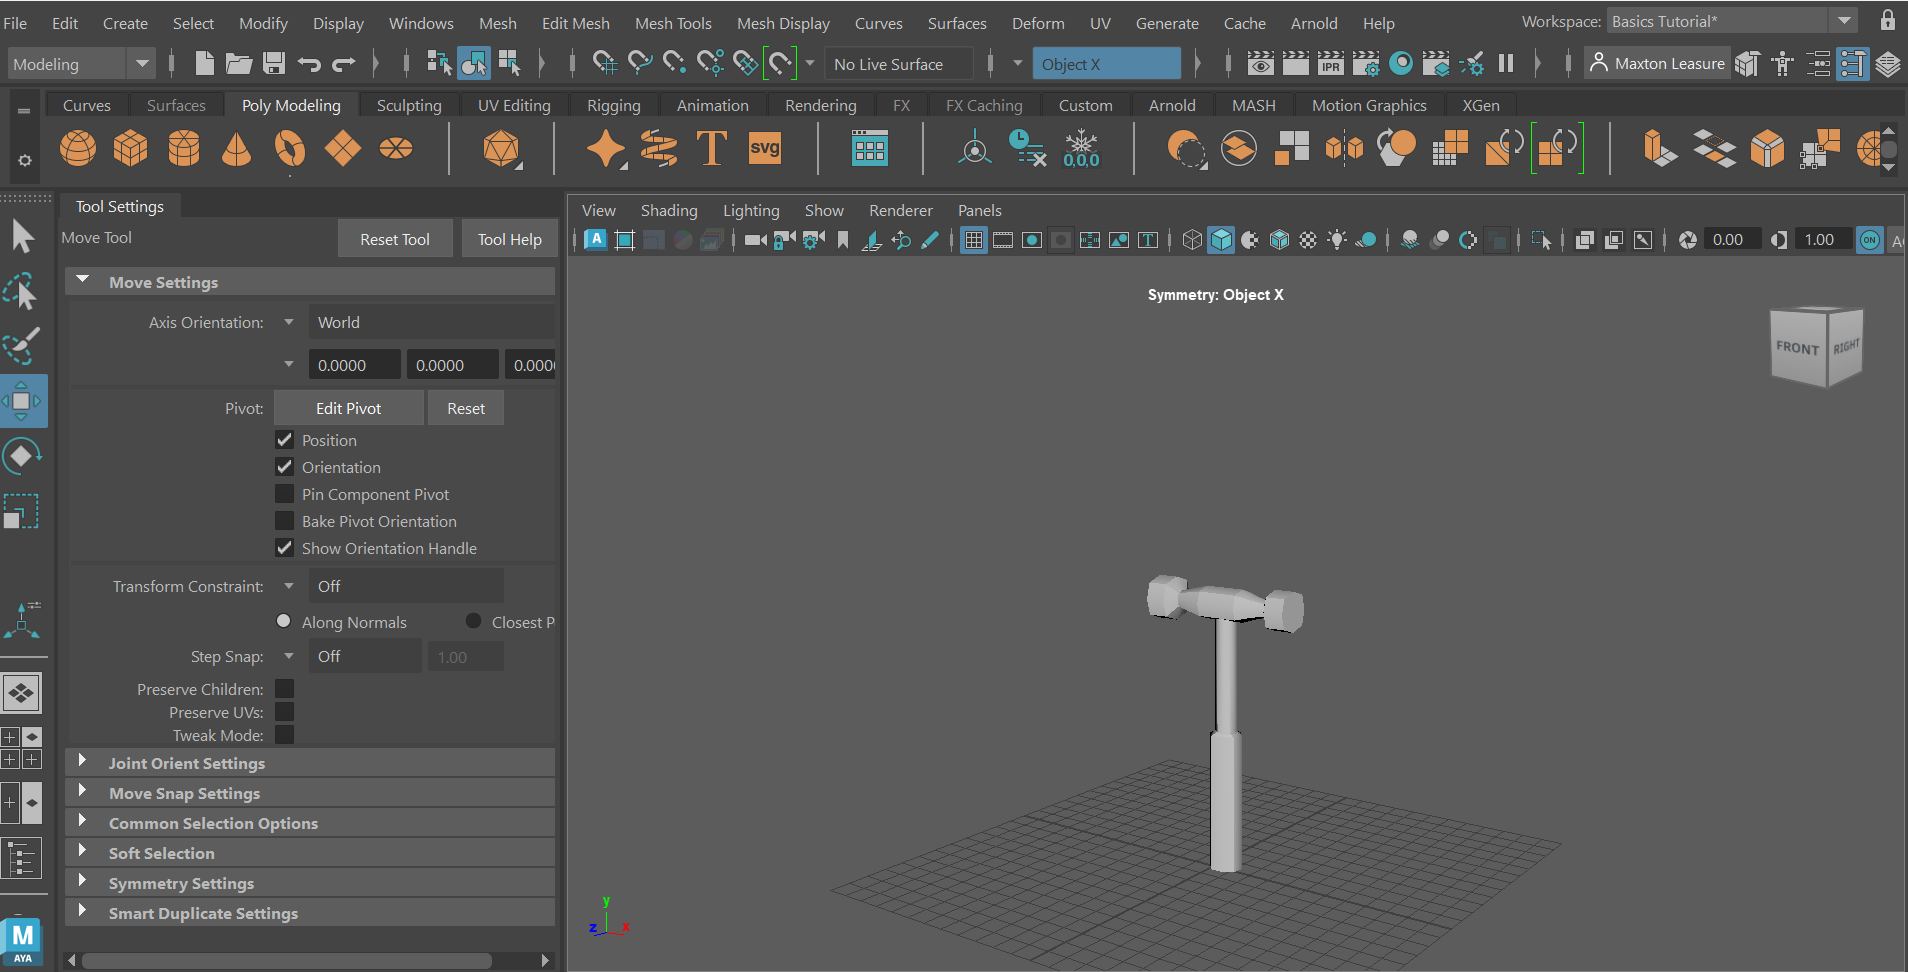 File Edit Create Select Modify Display Windows Mesh Edit Mesh Mesh Tools Mesh Display Curves Surfaces Deform UV Generate Cache Arnold Help Workspace: Basics Tutorial*
Modeling No Live Surface Object X IPR Maxton Leasure
Curves Surfaces Poly Modeling Sculpting UV Editing Rigging Animation Rendering FX FX Caching Custom Arnold MASH Motion Graphics XGen
T svg 0,0,0
Tool Settings
View Shading Lighting Show Renderer Panels
Move Tool Reset Tool Tool Help
A T 0.00 1.00 ON
Move Settings
Symmetry: Object X
Axis Orientation: World
FRONT RIGHT
0.0000 0.0000 0.000
Pivot: Edit Pivot Reset
Position
Orientation
Pin Component Pivot
Bake Pivot Orientation
Show Orientation Handle
Transform Constraint: Off
Along Normals Closest P
Step Snap: Off 1.00
Preserve Children:
Preserve UVs:
Tweak Mode:
Joint Orient Settings
Move Snap Settings
Common Selection Options
Soft Selection
Symmetry Settings
Smart Duplicate Settings
y
z x
M
AYA